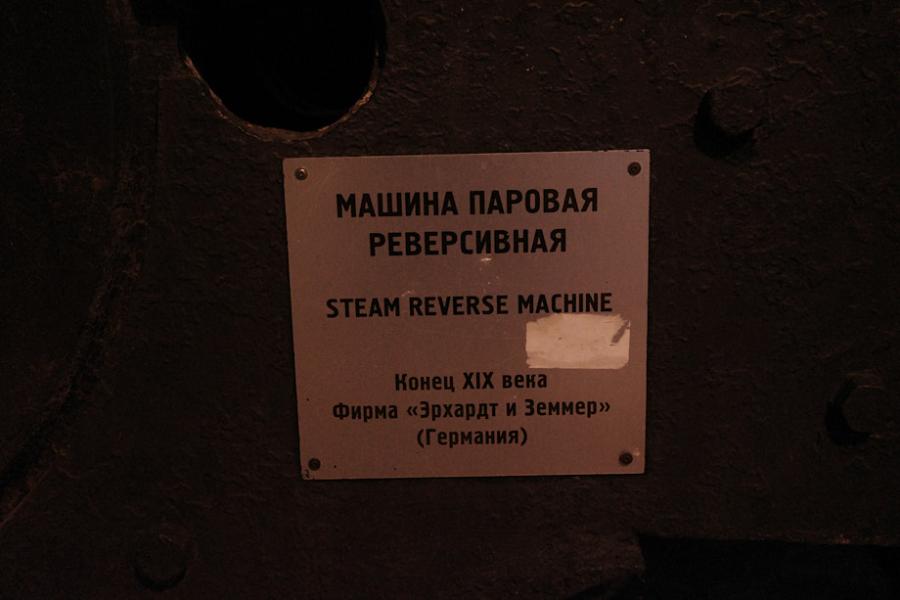 МАШИНА ПАРОВАЯ
РЕВЕРСИВНАЯ
STEAM REVERSE MACHINE
Конец XIX века
Фирма «Эрхардт и Земмер»
(Германия)